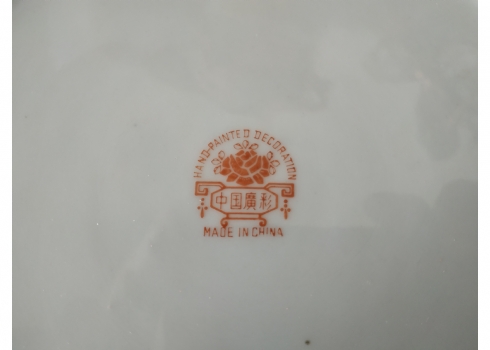 HAND-PAINTED DECORATION
中国廣彩
MADE IN CHINA